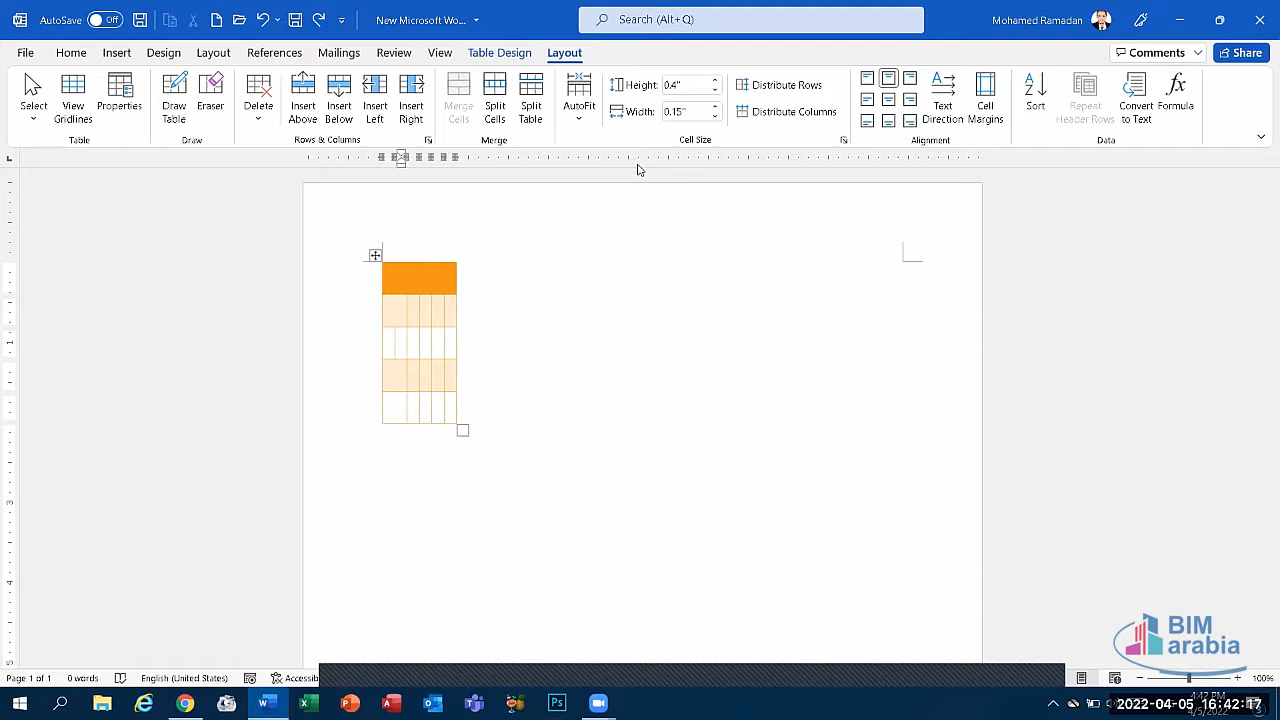 AutoSave Off New Microsoft Wo... Search (Alt+Q) Mohamed Ramadan
File Home Insert Design Layout References Mailings Review View Table Design Layout Comments Share
Select View Gridlines Properties Draw Table Eraser Delete Insert Above Insert Below Insert Left Insert Right Merge Cells Split Cells Split Table AutoFit Height: 0.4" Distribute Rows Text Direction Cell Margins Sort Repeat Header Rows Convert to Text Formula
Width: 0.15" Distribute Columns
Table Draw Rows & Columns Merge Cell Size Alignment Data
1
3
4
5
BIM
arabia
Page 1 of 1 0 words English (United States) Accessib 100%
2022-04-05, 16:42:17